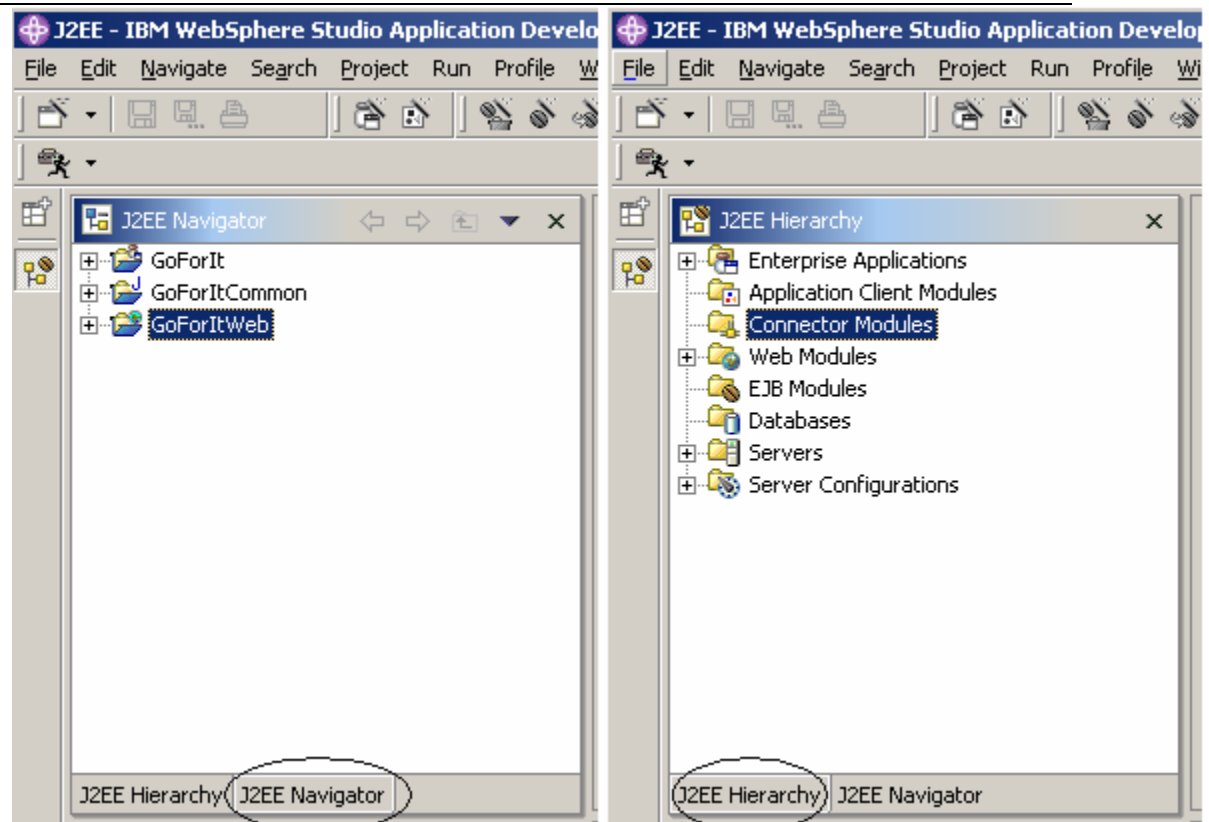 J2EE - IBM WebSphere Studio Application Develo
File Edit Navigate Search Project Run Profile Wi
J2EE Navigator
GoForIt
GoForItCommon
GoForItWeb
J2EE Hierarchy J2EE Navigator
J2EE - IBM WebSphere Studio Application Develop
File Edit Navigate Search Project Run Profile Wi
J2EE Hierarchy
Enterprise Applications
Application Client Modules
Connector Modules
Web Modules
EJB Modules
Databases
Servers
Server Configurations
J2EE Hierarchy J2EE Navigator